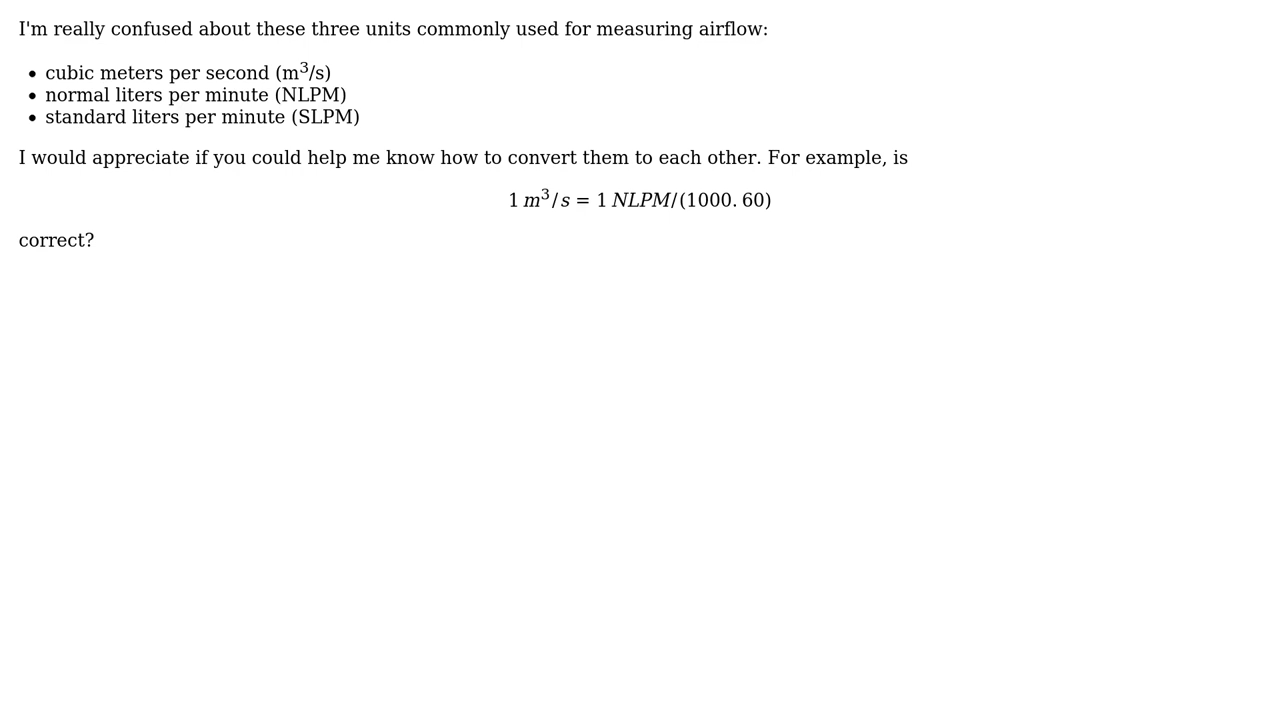 I'm really confused about these three units commonly used for measuring airflow:
• cubic meters per second (m³/s)
• normal liters per minute (NLPM)
• standard liters per minute (SLPM)
I would appreciate if you could help me know how to convert them to each other. For example, is
1 m³/s = 1 NLPM/(1000.60)
correct?